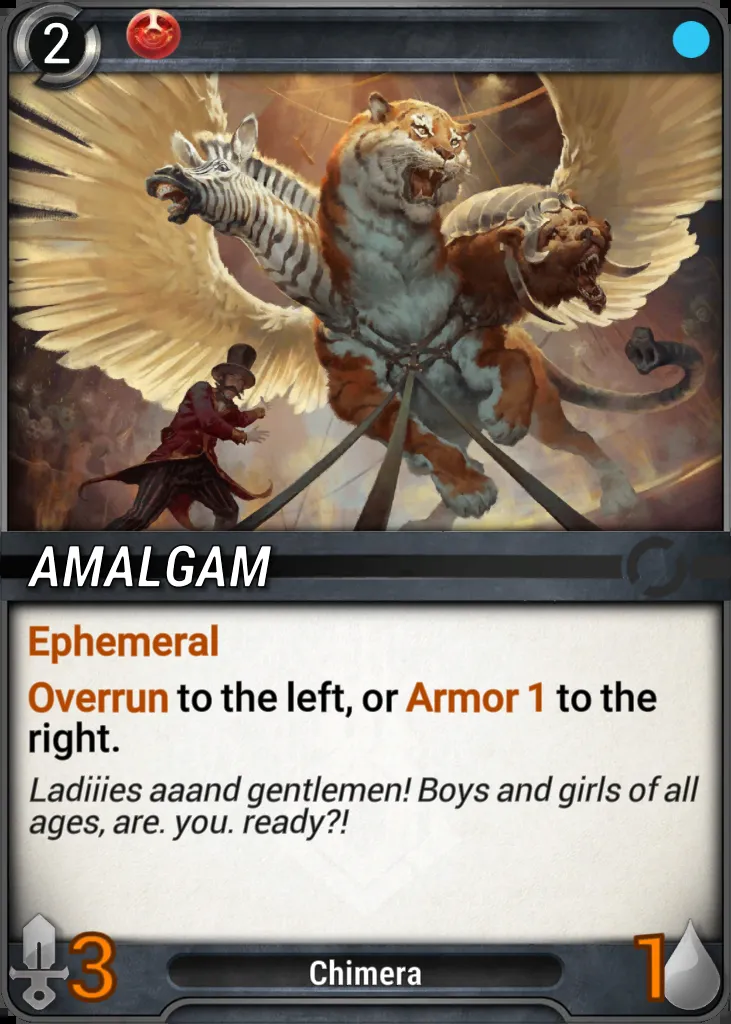 2
AMALGAM
Ephemeral
Overrun to the left, or Armor 1 to the
right.
Ladiiies aaand gentlemen! Boys and girls of all
ages, are. you. ready?!
3
Chimera
1